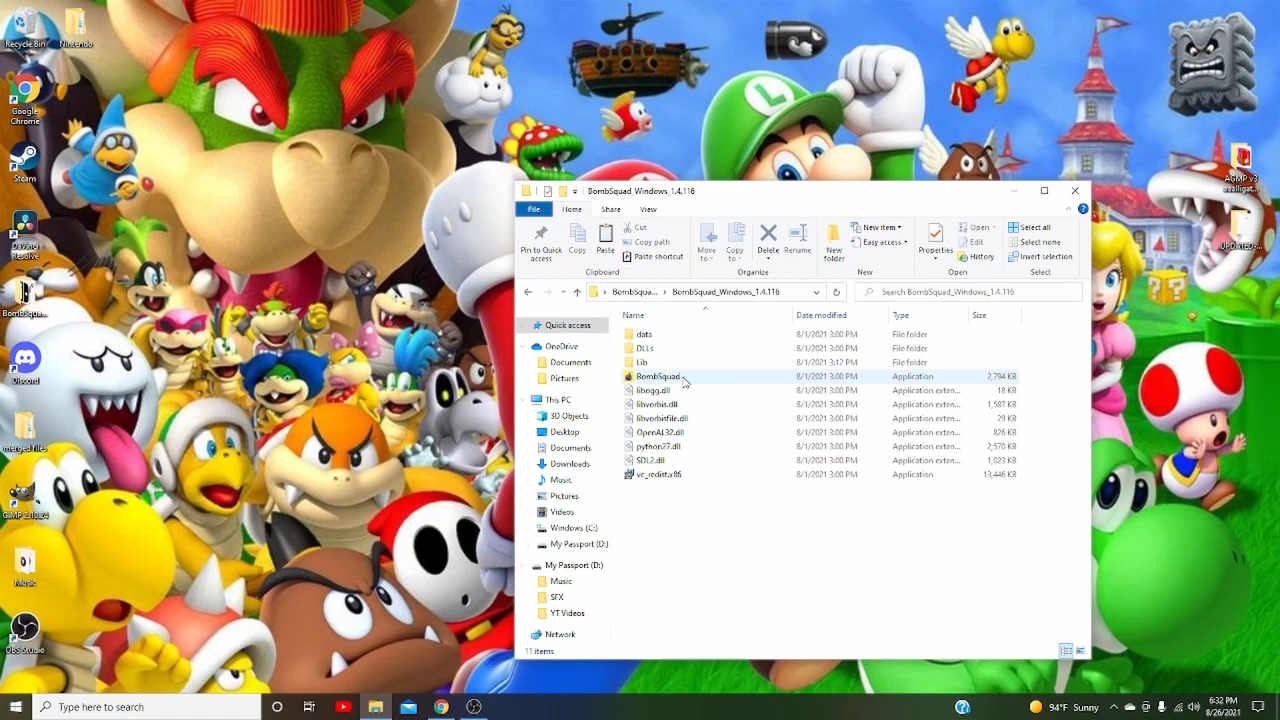 Recycle Bin
Nintendo
Google
Chrome
Steam
DaVinci
Resolve
BombSqua...
Discord
merged files
GIMP 2.10.24
Music
OBS Studio
AGMP v3
UPDATED-...
BombSquad_Windows_1.4.116
File
Home
Share
View
Pin to Quick
access
Copy
Paste
Cut
Copy path
Paste shortcut
Clipboard
Move
to
Copy
to
Delete
Rename
Organize
New
folder
New item
Easy access
New
Properties
Open
Edit
History
Open
Select all
Select none
Invert selection
Select
BombSqua... > BombSquad_Windows_1.4.116
Search BombSquad_Windows_1.4.116
Name Date modified Type Size
data 8/1/2021 3:00 PM File folder
DLLs 8/1/2021 3:00 PM File folder
Lib 8/1/2021 3:12 PM File folder
BombSquad 8/1/2021 3:00 PM Application 2,794 KB
libogg.dll 8/1/2021 3:00 PM Application exten... 18 KB
libvorbis.dll 8/1/2021 3:00 PM Application exten... 1,587 KB
libvorbisfile.dll 8/1/2021 3:00 PM Application exten... 29 KB
OpenAL32.dll 8/1/2021 3:00 PM Application exten... 826 KB
python27.dll 8/1/2021 3:00 PM Application exten... 2,570 KB
SDL2.dll 8/1/2021 3:00 PM Application exten... 1,023 KB
vc_redist.x86 8/1/2021 3:00 PM Application 13,446 KB
Quick access
OneDrive
Documents
Pictures
This PC
3D Objects
Desktop
Documents
Downloads
Music
Pictures
Videos
Windows (C:)
My Passport (D:)
My Passport (D:)
Music
SFX
YT Videos
Network
11 items
Type here to search
94°F Sunny
6:32 PM
8/26/2021